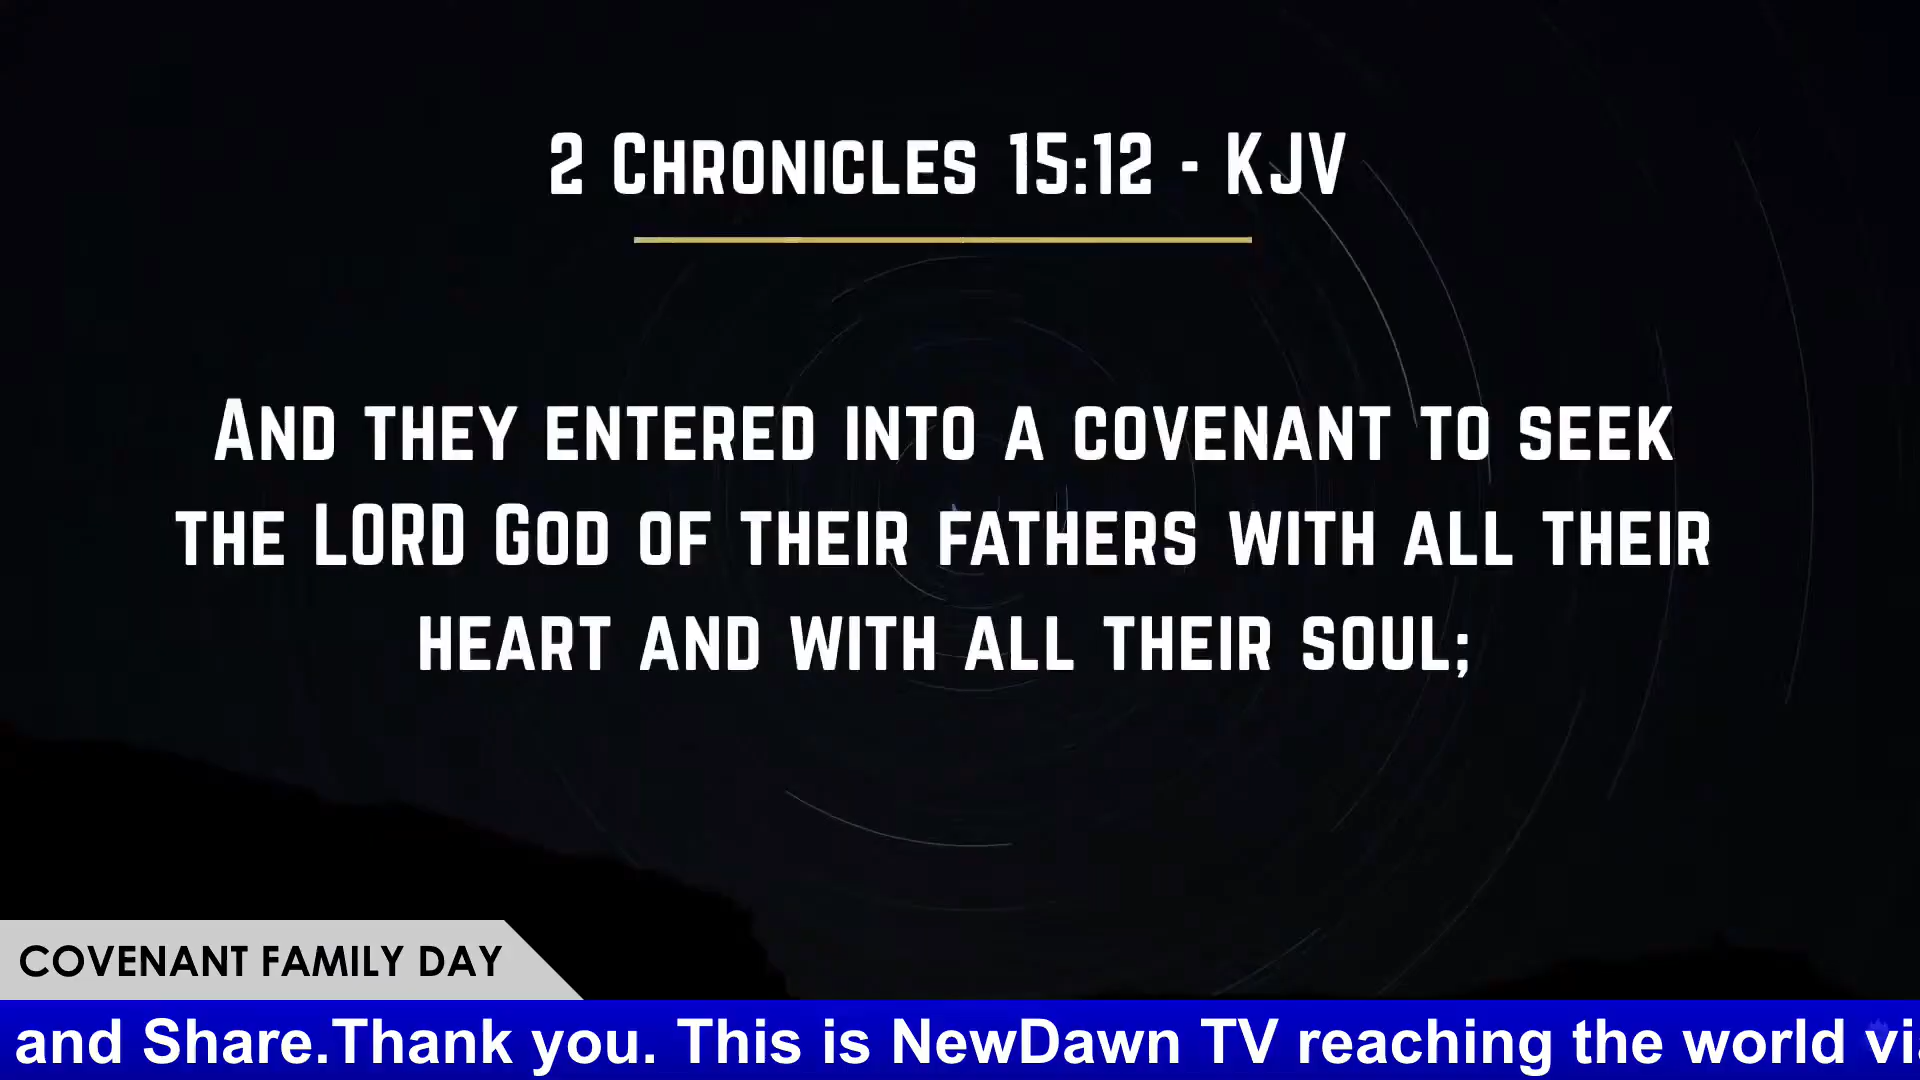 2 Chronicles 15:12 - KJV
And they entered into a covenant to seek
the LORD God of their fathers with all their
heart and with all their soul;
COVENANT FAMILY DAY
and Share.Thank you. This is NewDawn TV reaching the world via